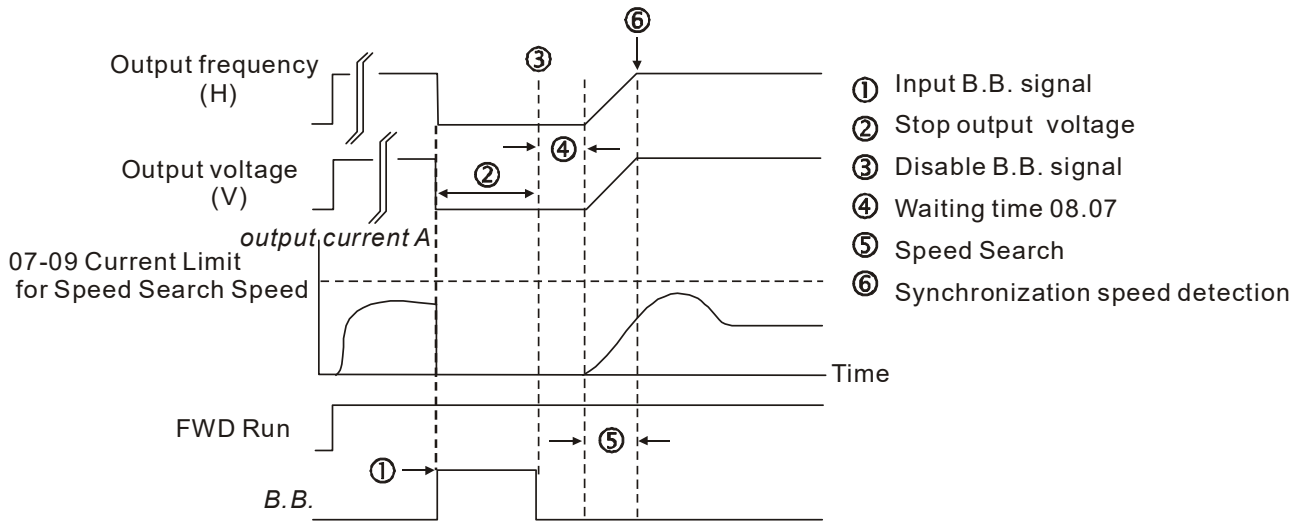 ⑥
Output frequency
(H)
③
① Input B.B. signal
② Stop output voltage
④
Output voltage
(V)
②
③ Disable B.B. signal
④ Waiting time 08.07
output current A
⑤ Speed Search
07-09 Current Limit
for Speed Search Speed
⑥ Synchronization speed detection
Time
FWD Run
⑤
①
B.B.